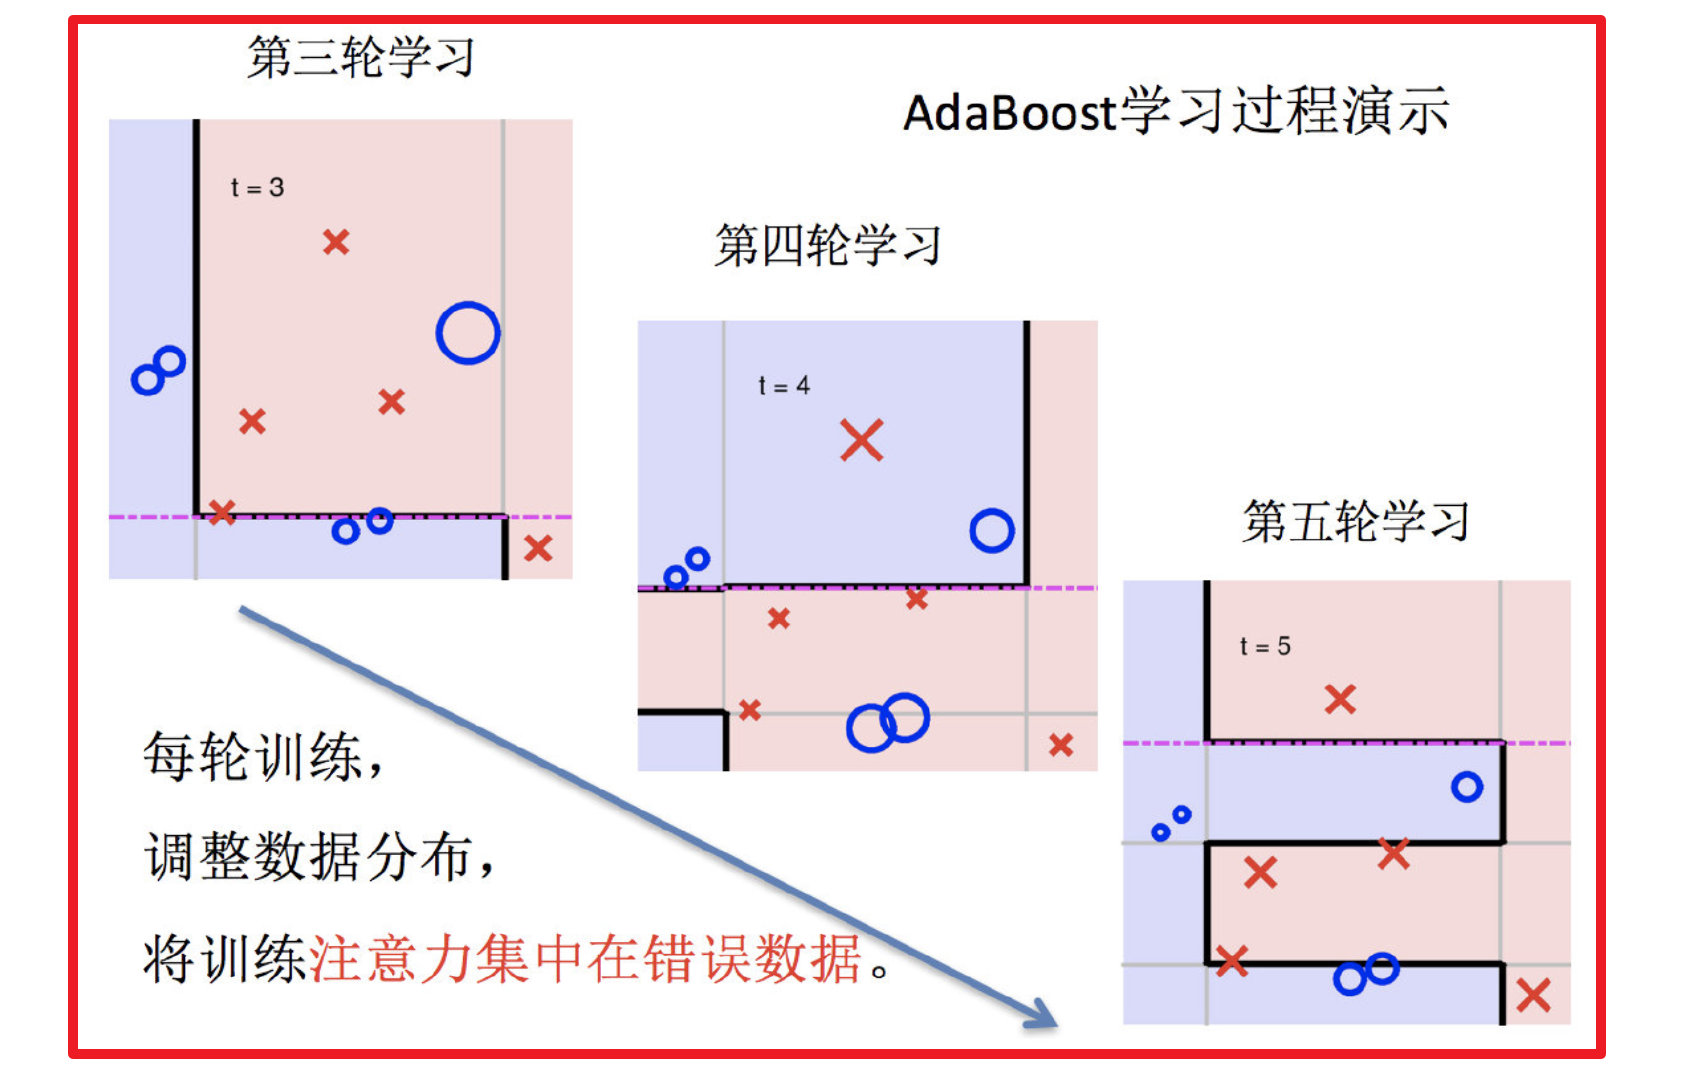 第三轮学习
AdaBoost学习过程演示
t = 3
第四轮学习
t = 4
第五轮学习
t = 5
每轮训练，
调整数据分布，
将训练注意力集中在错误数据。